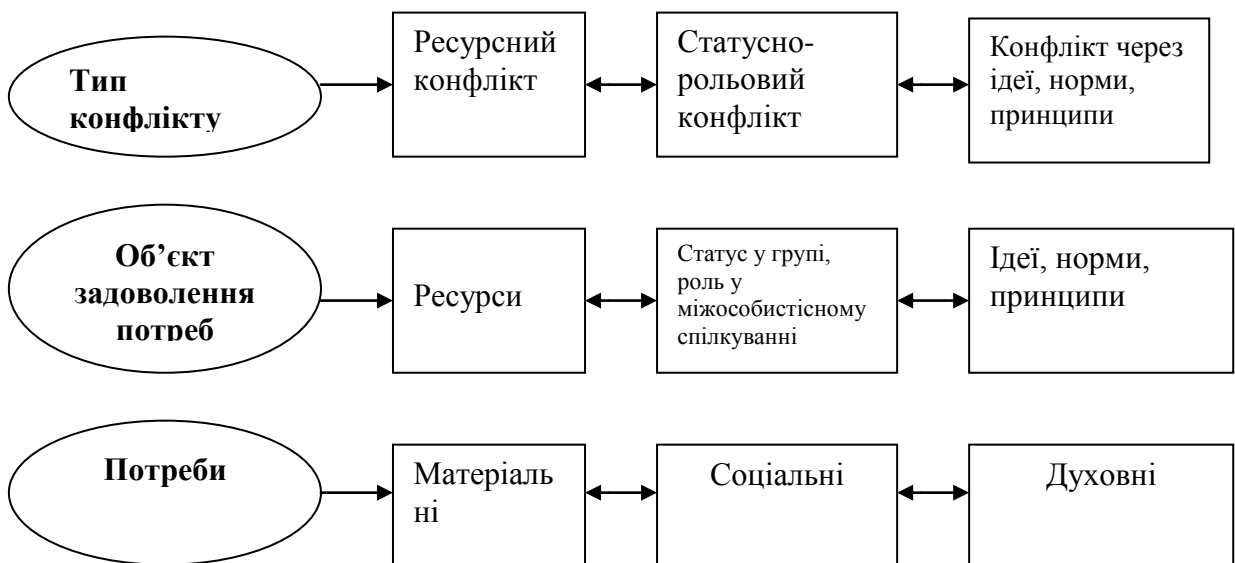 Тип
конфлікту
Ресурсний
конфлікт
Статусно-
рольовий
конфлікт
Конфлікт через
ідеї, норми,
принципи
Об’єкт
задоволення
потреб
Ресурси
Статус у групі,
роль у
міжособистісному
спілкуванні
Ідеї, норми,
принципи
Потреби
Матеріаль
ні
Соціальні
Духовні